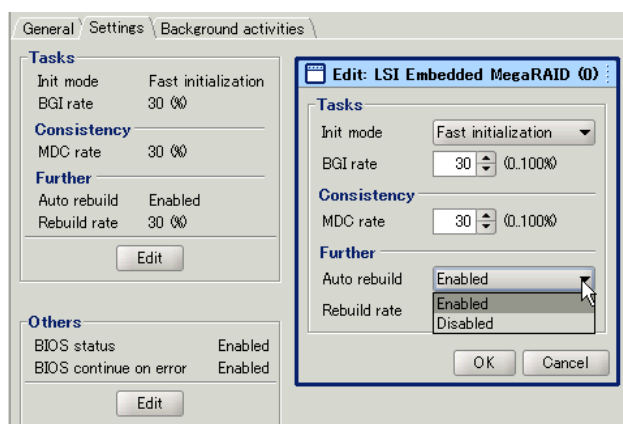 General
Settings
Background activities
Tasks
Init mode Fast initialization
BGI rate 30 (%)
Consistency
MDC rate 30 (%)
Further
Auto rebuild Enabled
Rebuild rate 30 (%)
Edit
Others
BIOS status Enabled
BIOS continue on error Enabled
Edit
Edit: LSI Embedded MegaRAID (0)
Tasks
Init mode Fast initialization
BGI rate 30 (0..100%)
Consistency
MDC rate 30 (0..100%)
Further
Auto rebuild Enabled
Enabled
Rebuild rate
Disabled
OK Cancel